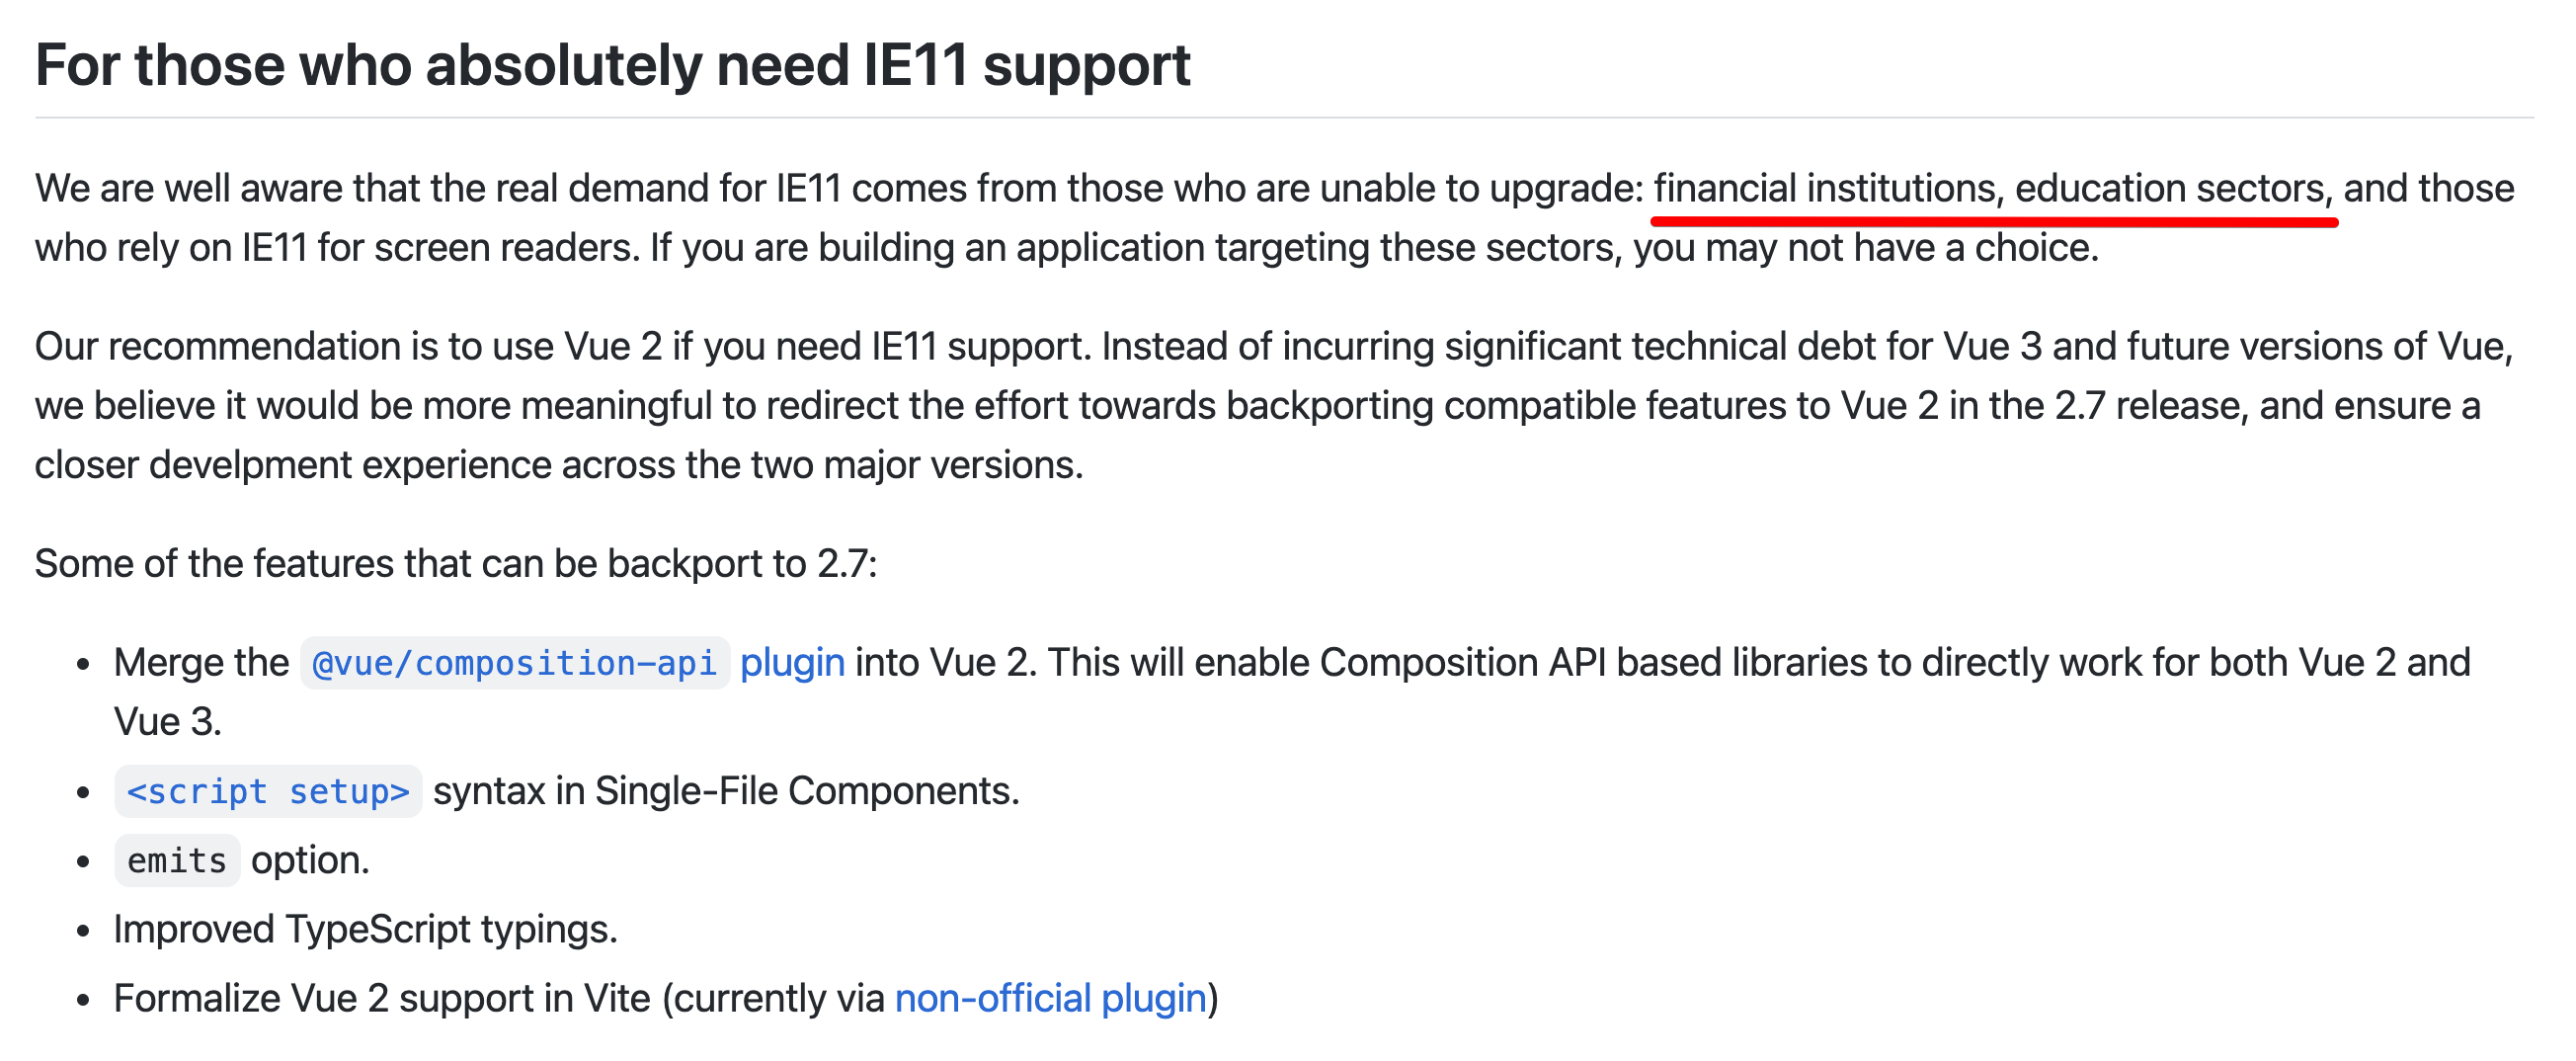 For those who absolutely need IE11 support
We are well aware that the real demand for IE11 comes from those who are unable to upgrade: financial institutions, education sectors, and those
who rely on IE11 for screen readers. If you are building an application targeting these sectors, you may not have a choice.
Our recommendation is to use Vue 2 if you need IE11 support. Instead of incurring significant technical debt for Vue 3 and future versions of Vue,
we believe it would be more meaningful to redirect the effort towards backporting compatible features to Vue 2 in the 2.7 release, and ensure a
closer develpment experience across the two major versions.
Some of the features that can be backport to 2.7:
• Merge the @vue/composition-api plugin into Vue 2. This will enable Composition API based libraries to directly work for both Vue 2 and
Vue 3.
• <script setup> syntax in Single-File Components.
• emits option.
• Improved TypeScript typings.
• Formalize Vue 2 support in Vite (currently via non-official plugin)